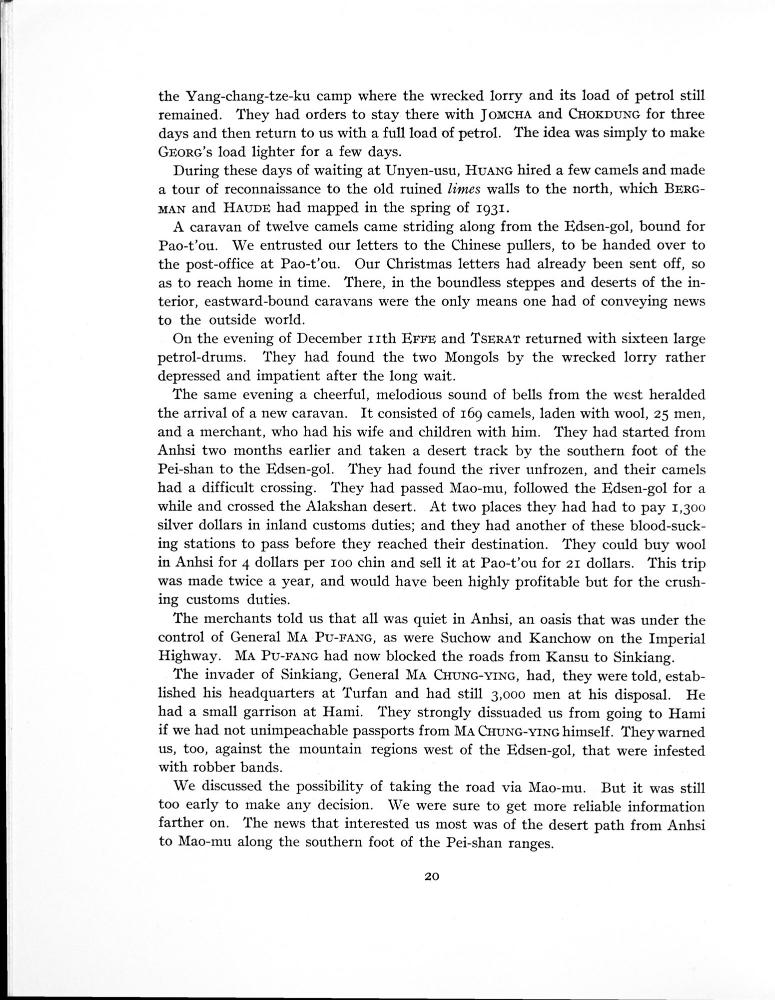 the Yang-chang-tze-ku camp where the wrecked lorry and its load of petrol still
remained. They had orders to stay there with JOMCHA and CHOKDUNG for three
days and then return to us with a full load of petrol. The idea was simply to make
GEORG's load lighter for a few days.
During these days of waiting at Unyen-usu, HUANG hired a few camels and made
a tour of reconnaissance to the old ruined limes walls to the north, which BERG-
MAN and HAUDE had mapped in the spring of 1931.
A caravan of twelve camels came striding along from the Edsen-gol, bound for
Pao-t'ou. We entrusted our letters to the Chinese pullers, to be handed over to
the post-office at Pao-t'ou. Our Christmas letters had already been sent off, so
as to reach home in time. There, in the boundless steppes and deserts of the in-
terior, eastward-bound caravans were the only means one had of conveying news
to the outside world.
On the evening of December 11th EFFE and TSERAT returned with sixteen large
petrol-drums. They had found the two Mongols by the wrecked lorry rather
depressed and impatient after the long wait.
The same evening a cheerful, melodious sound of bells from the west heralded
the arrival of a new caravan. It consisted of 169 camels, laden with wool, 25 men,
and a merchant, who had his wife and children with him. They had started from
Anhsi two months earlier and taken a desert track by the southern foot of the
Pei-shan to the Edsen-gol. They had found the river unfrozen, and their camels
had a difficult crossing. They had passed Mao-mu, followed the Edsen-gol for a
while and crossed the Alakshan desert. At two places they had had to pay 1,300
silver dollars in inland customs duties; and they had another of these blood-suck-
ing stations to pass before they reached their destination. They could buy wool
in Anhsi for 4 dollars per 100 chin and sell it at Pao-t'ou for 21 dollars. This trip
was made twice a year, and would have been highly profitable but for the crush-
ing customs duties.
The merchants told us that all was quiet in Anhsi, an oasis that was under the
control of General MA PU-FANG, as were Suchow and Kanchow on the Imperial
Highway. MA PU-FANG had now blocked the roads from Kansu to Sinkiang.
The invader of Sinkiang, General MA CHUNG-YING, had, they were told, estab-
lished his headquarters at Turfan and had still 3,000 men at his disposal. He
had a small garrison at Hami. They strongly dissuaded us from going to Hami
if we had not unimpeachable passports from MA CHUNG-YING himself. They warned
us, too, against the mountain regions west of the Edsen-gol, that were infested
with robber bands.
We discussed the possibility of taking the road via Mao-mu. But it was still
too early to make any decision. We were sure to get more reliable information
farther on. The news that interested us most was of the desert path from Anhsi
to Mao-mu along the southern foot of the Pei-shan ranges.
20